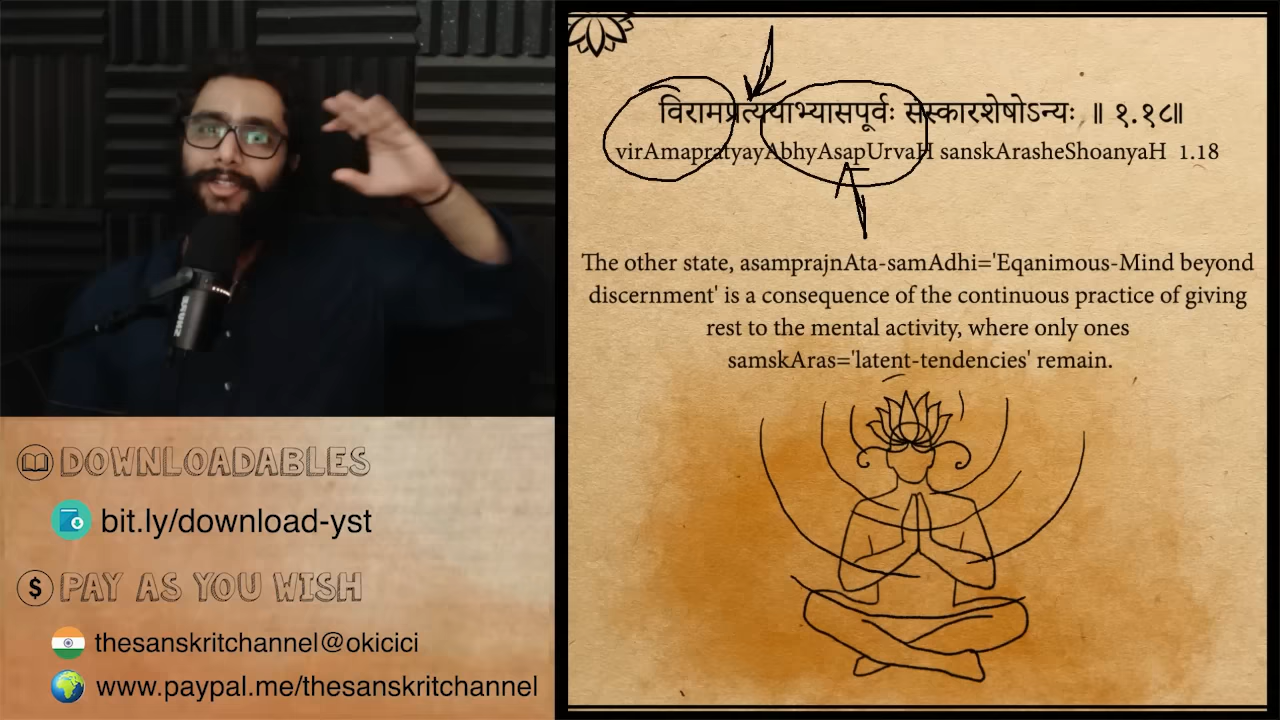 विरामप्रत्ययाभ्यासपूर्वः संस्कारशेषोऽन्यः ॥ १.१८॥
virAmapratyayAbhyAsapUrvaH sanskArasheShoanyaH 1.18
The other state, asamprajnAta-samAdhi='Eqanimous-Mind beyond
discernment' is a consequence of the continuous practice of giving
rest to the mental activity, where only ones
samskAras='latent-tendencies' remain.
DOWNLOADABLES
bit.ly/download-yst
$ PAY AS YOU WISH
thesanskritchannel@okicici
www.paypal.me/thesanskritchannel